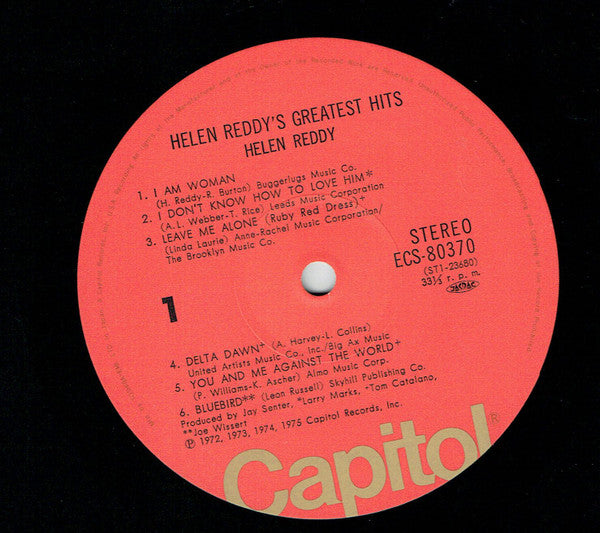 HELEN REDDY'S GREATEST HITS
HELEN REDDY
1. I AM WOMAN
(H. Reddy-R. Burton) Buggerlugs Music Co.
2. I DON'T KNOW HOW TO LOVE HIM*
(A.L. Webber-T. Rice) Leeds Music Corporation
3. LEAVE ME ALONE (Ruby Red Dress)+
(Linda Laurie) Anne-Rachel Music Corporation/
The Brooklyn Music Co.
STEREO
ECS-80370
(ST1-23680)
33⅓ r. p. m.
1
4. DELTA DAWN+ (A. Harvey-L. Collins)
United Artists Music Co., Inc/Big Ax Music
5. YOU AND ME AGAINST THE WORLD+
(P. Williams-K. Ascher) Almo Music Corp.
6. BLUEBIRD** (Leon Russell) Skyhill Publishing Co.
Produced by Jay Senter, *Larry Marks, +Tom Catalano,
**Joe Wissert
℗ 1972, 1973, 1974, 1975 Capitol Records, Inc.
Capitol®